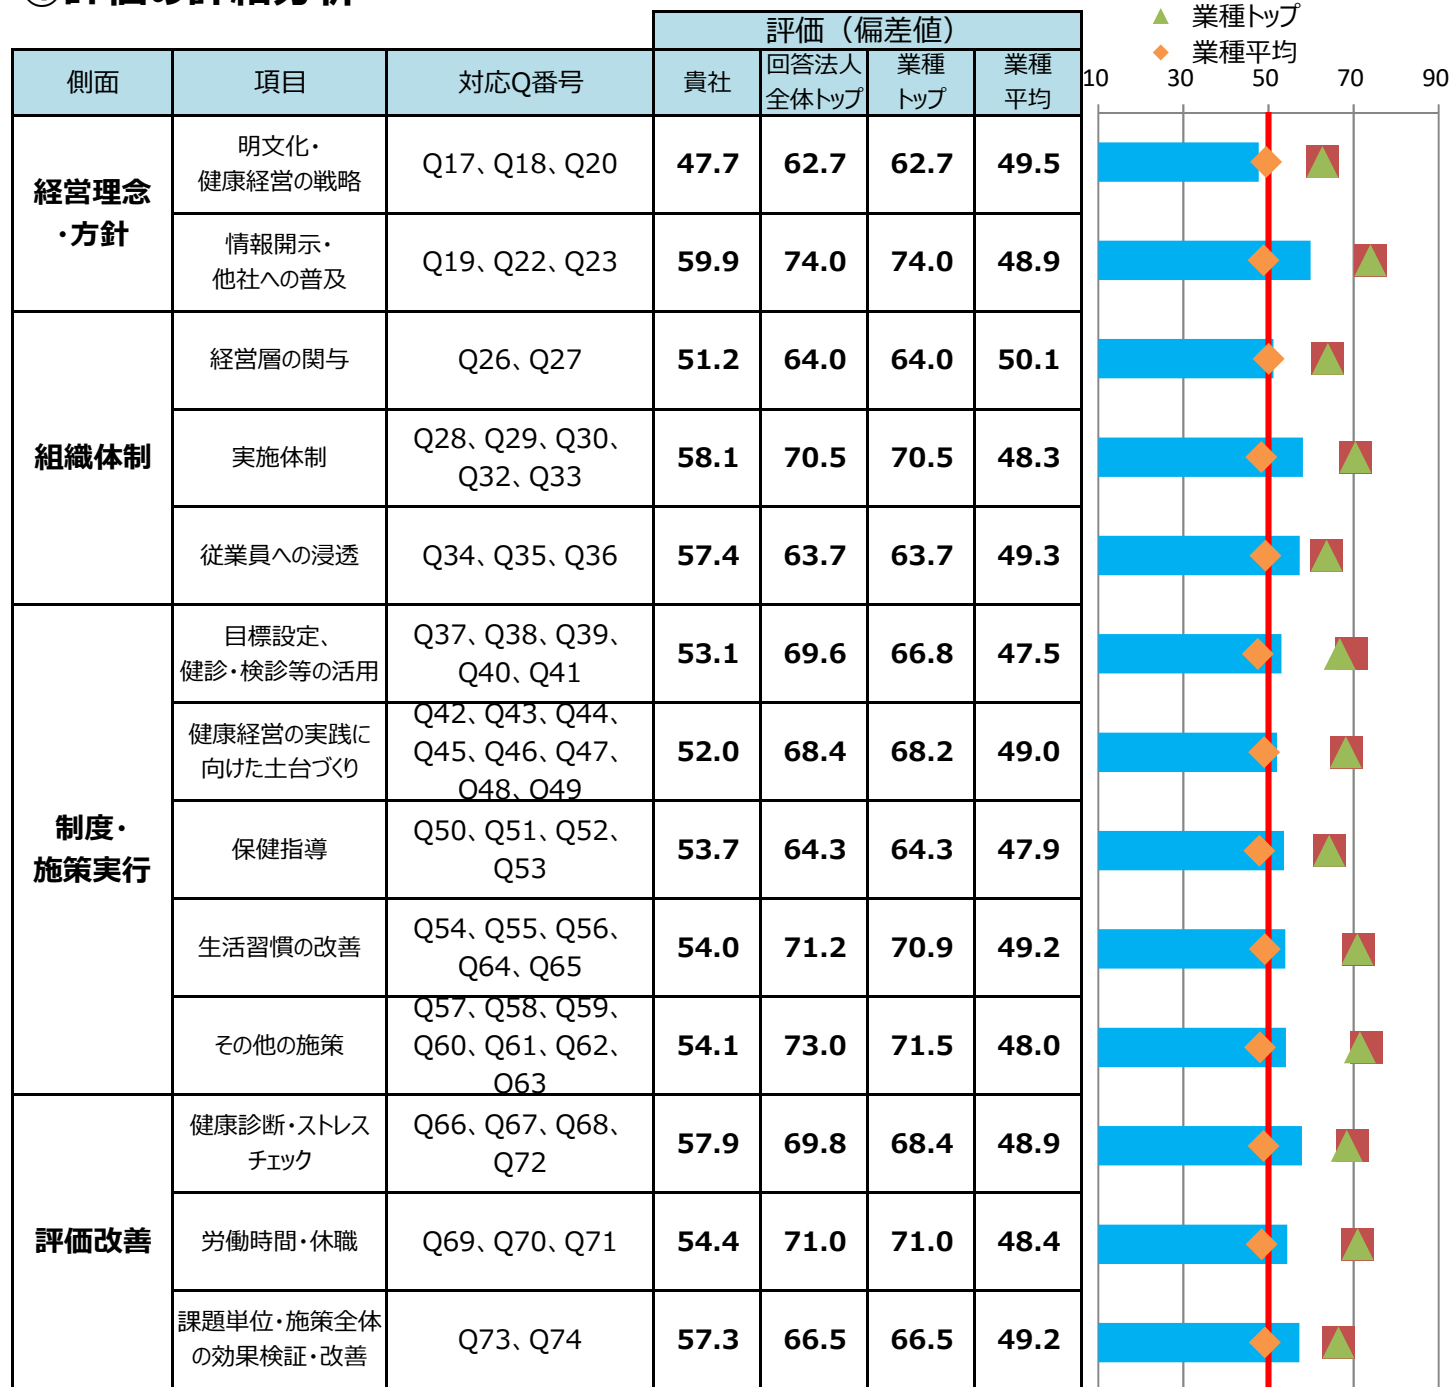 評価の詳細分析
業種トップ
業種平均
評価（偏差値）
側面 項目 対応Q番号 貴社 回答法人全体トップ 業種トップ 業種平均
10 30 50 70 90
経営理念・方針
明文化・健康経営の戦略 Q17、Q18、Q20 47.7 62.7 62.7 49.5
情報開示・他社への普及 Q19、Q22、Q23 59.9 74.0 74.0 48.9
組織体制
経営層の関与 Q26、Q27 51.2 64.0 64.0 50.1
実施体制 Q28、Q29、Q30、Q32、Q33 58.1 70.5 70.5 48.3
従業員への浸透 Q34、Q35、Q36 57.4 63.7 63.7 49.3
制度・施策実行
目標設定、健診・検診等の活用 Q37、Q38、Q39、Q40、Q41 53.1 69.6 66.8 47.5
健康経営の実践に向けた土台づくり Q42、Q43、Q44、Q45、Q46、Q47、Q48、Q49 52.0 68.4 68.2 49.0
保健指導 Q50、Q51、Q52、Q53 53.7 64.3 64.3 47.9
生活習慣の改善 Q54、Q55、Q56、Q64、Q65 54.0 71.2 70.9 49.2
その他の施策 Q57、Q58、Q59、Q60、Q61、Q62、Q63 54.1 73.0 71.5 48.0
評価改善
健康診断・ストレスチェック Q66、Q67、Q68、Q72 57.9 69.8 68.4 48.9
労働時間・休職 Q69、Q70、Q71 54.4 71.0 71.0 48.4
課題単位・施策全体の効果検証・改善 Q73、Q74 57.3 66.5 66.5 49.2